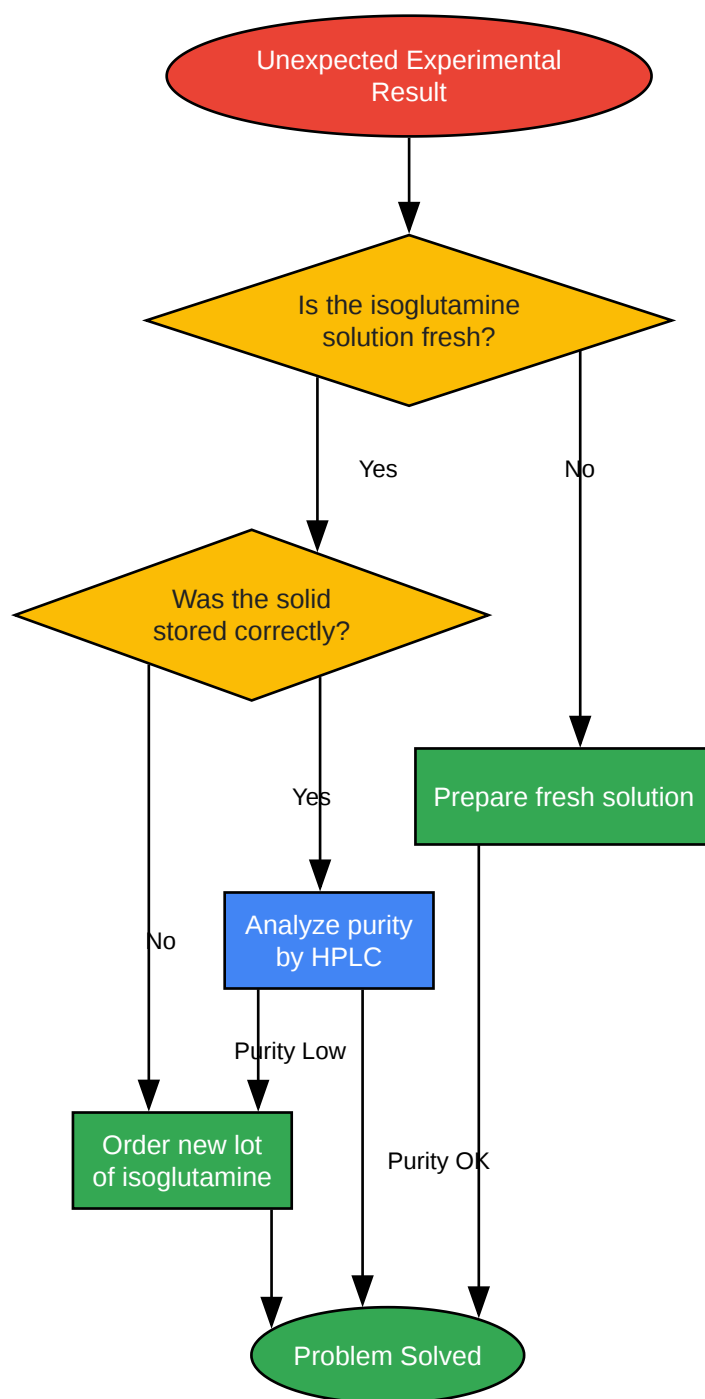 Unexpected Experimental
Result
Is the isoglutamine
solution fresh?
Yes
No
Was the solid
stored correctly?
Yes
Prepare fresh solution
No
Analyze purity
by HPLC
Purity Low
Order new lot
of isoglutamine
Purity OK
Problem Solved